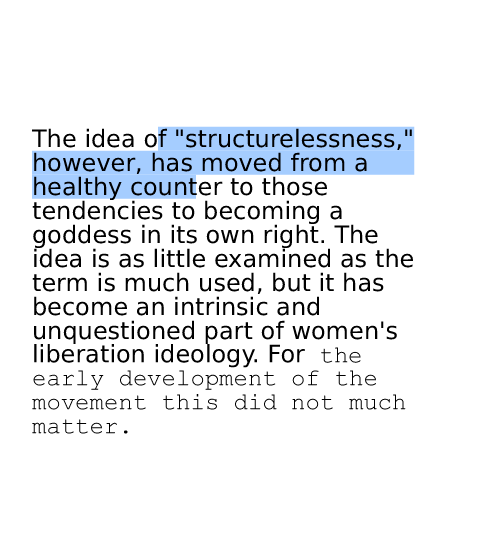 The idea of "structurelessness,"
however, has moved from a
healthy counter to those
tendencies to becoming a
goddess in its own right. The
idea is as little examined as the
term is much used, but it has
become an intrinsic and
unquestioned part of women's
liberation ideology. For the
early development of the
movement this did not much
matter.